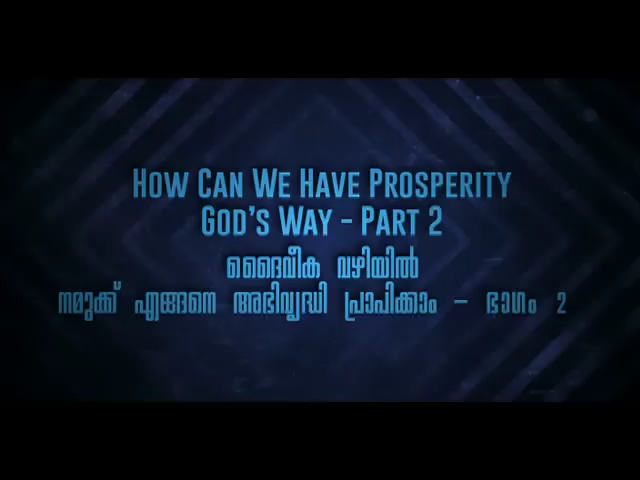 How Can We Have Prosperity
God's Way - Part 2
ദൈവീക വഴിയിൽ
നമുക്ക് എങ്ങനെ അഭിവൃദ്ധി പ്രാപിക്കാം - ഭാഗം 2